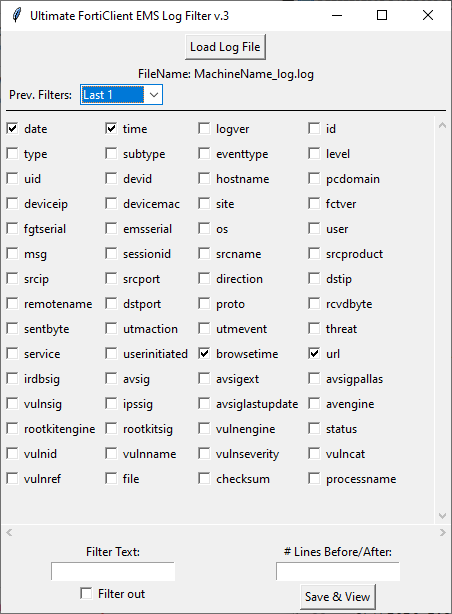 Ultimate FortiClient EMS Log Filter v.3
Load Log File
FileName: MachineName_log.log
Prev. Filters: Last 1
date time logver id
type subtype eventtype level
uid devid hostname pcdomain
deviceip devicemac site fctver
fgtserial emsserial os user
msg sessionid srcname srcproduct
srcip srcport direction dstip
remotename dstport proto rcvdbyte
sentbyte utmaction utmevent threat
service userinitiated browsetime url
irdbsig avsig avsigext avsigpallas
vulnsig ipssig avsiglastupdate avengine
rootkitengine rootkitsig vulnengine status
vulnid vulnname vulnseverity vulncat
vulnref file checksum processname
Filter Text: # Lines Before/After:
Filter out Save & View